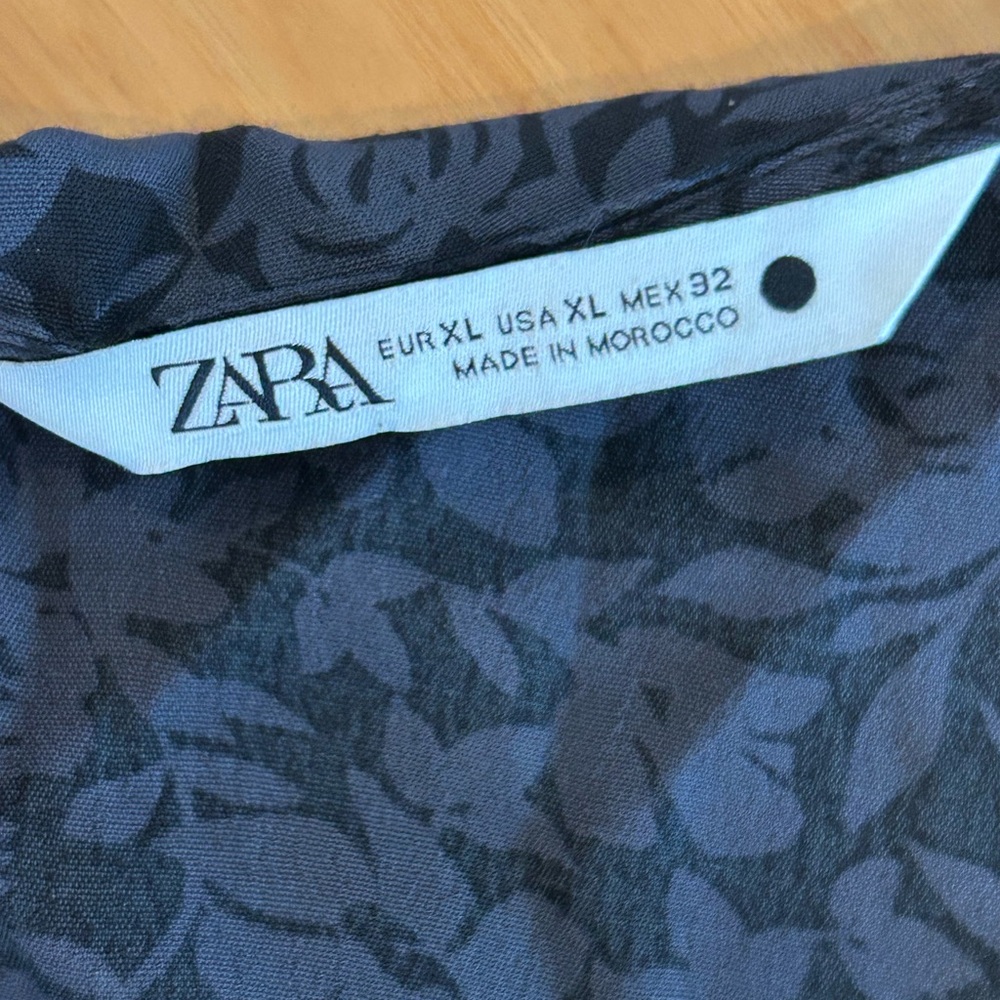 ZARA
EUR XL USA XL MEX 32
MADE IN MOROCCO